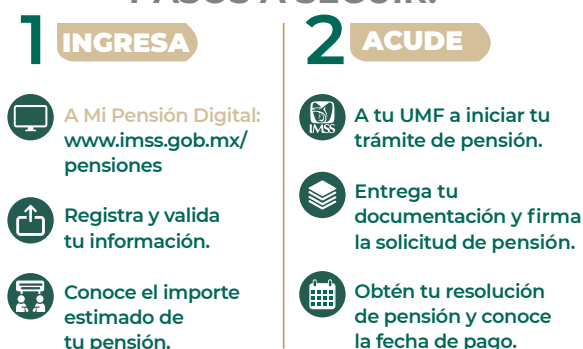 PASOS A SEGUIR:
1 INGRESA
A Mi Pensión Digital:
www.imss.gob.mx/
pensiones
Registra y valida
tu información.
Conoce el importe
estimado de
tu pensión.
2 ACUDE
IMSS
A tu UMF a iniciar tu
trámite de pensión.
Entrega tu
documentación y firma
la solicitud de pensión.
Obtén tu resolución
de pensión y conoce
la fecha de pago.